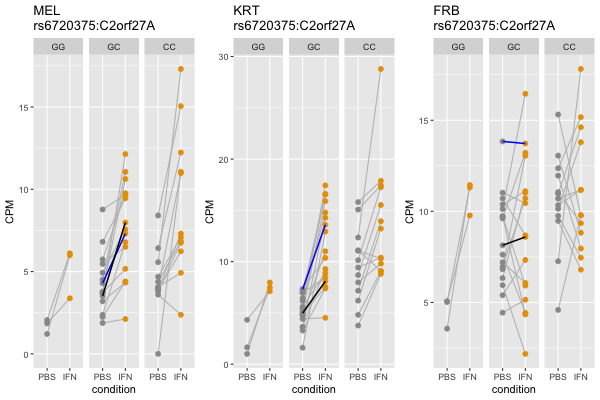 MEL
rs6720375:C2orf27A
GG GC CC
CPM
15
10
5
0
PBS IFN PBS IFN PBS IFN
condition
KRT
rs6720375:C2orf27A
GG GC CC
CPM
30
20
10
0
PBS IFN PBS IFN PBS IFN
condition
FRB
rs6720375:C2orf27A
GG GC CC
CPM
15
10
5
PBS IFN PBS IFN PBS IFN
condition